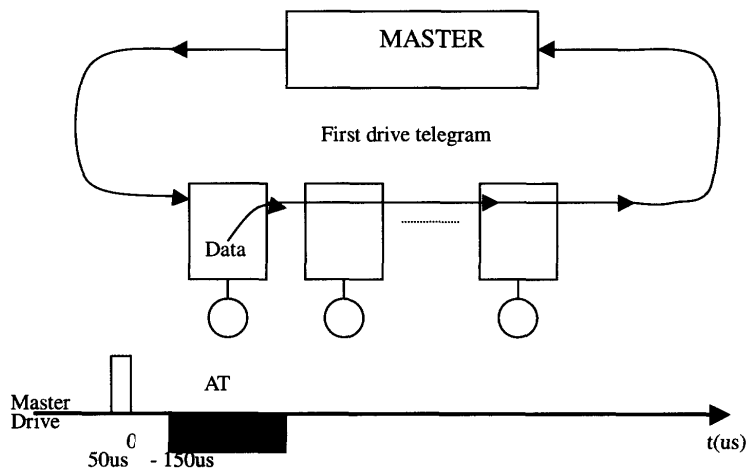 MASTER
First drive telegram
Data
AT
Master
Drive
0
50us - 150us
t(us)